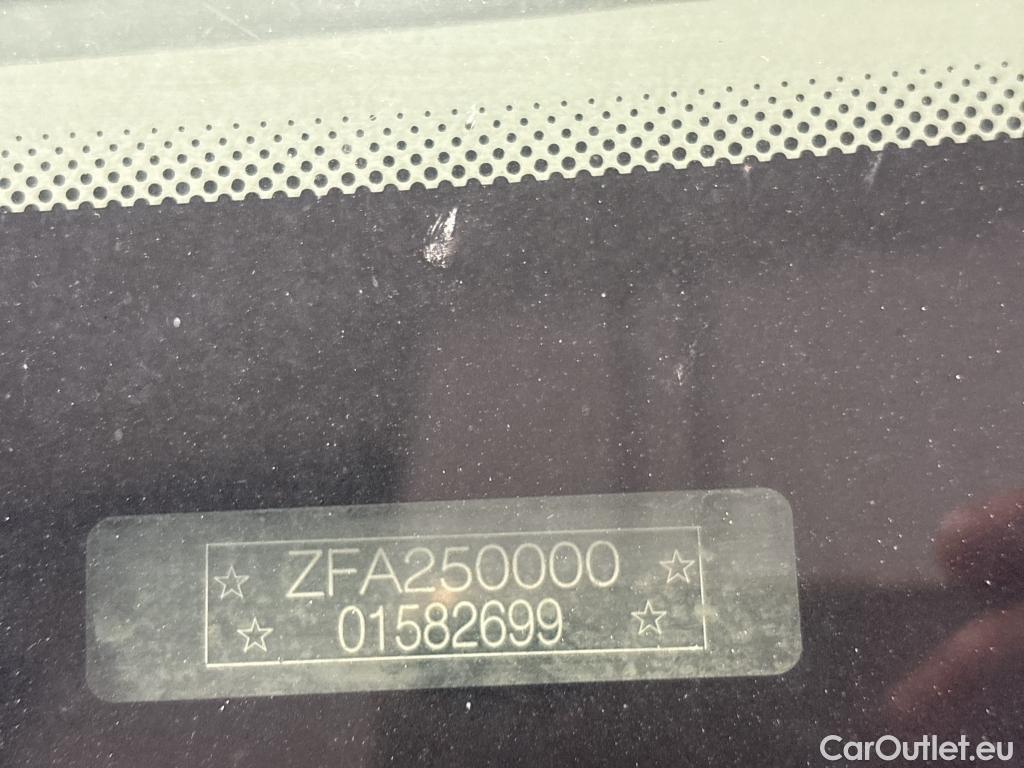 ☆ ZFA250000 ☆
☆ 01582699 ☆
CarOutlet.eu